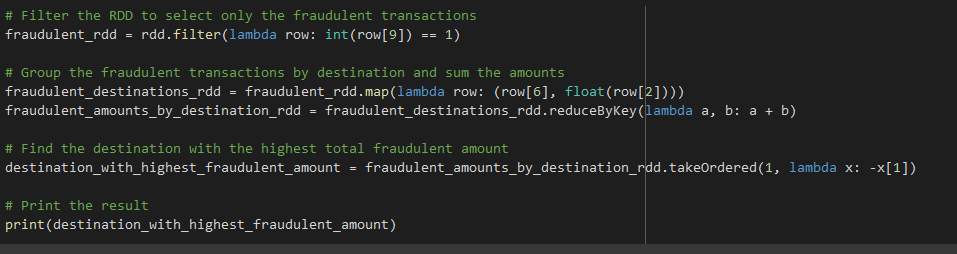 # Filter the RDD to select only the fraudulent transactions
fraudulent_rdd = rdd.filter(lambda row: int(row[9]) == 1)
# Group the fraudulent transactions by destination and sum the amounts
fraudulent_destinations_rdd = fraudulent_rdd.map(lambda row: (row[6], float(row[2])))
fraudulent_amounts_by_destination_rdd = fraudulent_destinations_rdd.reduceByKey(lambda a, b: a + b)
# Find the destination with the highest total fraudulent amount
destination_with_highest_fraudulent_amount = fraudulent_amounts_by_destination_rdd.takeOrdered(1, lambda x: -x[1])
# Print the result
print(destination_with_highest_fraudulent_amount)